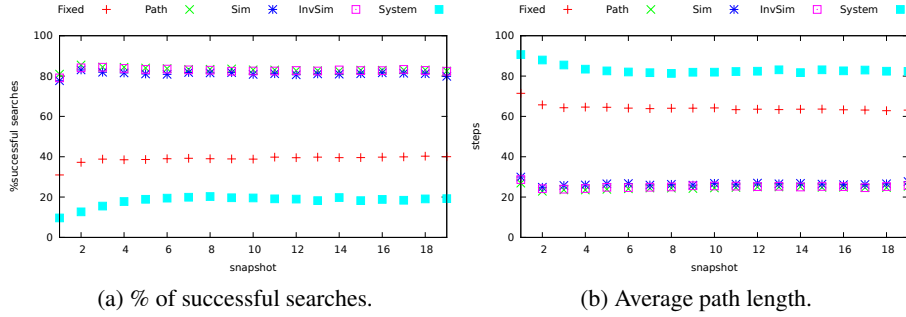 Fixed Path Sim InvSim System
100
80
60
40
20
0
%successful searches
2 4 6 8 10 12 14 16 18
snapshot
(a) % of successful searches.
Fixed Path Sim InvSim System
100
80
60
40
20
0
steps
2 4 6 8 10 12 14 16 18
snapshot
(b) Average path length.